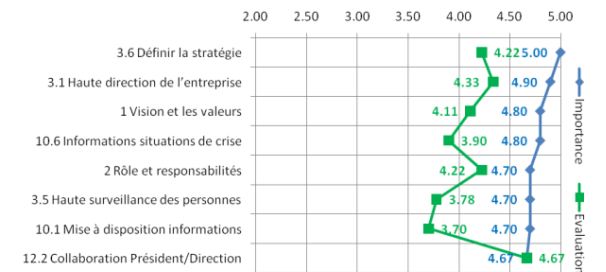 2.00 2.50 3.00 3.50 4.00 4.50 5.00
3.6 Définir la stratégie 4.22 5.00
3.1 Haute direction de l'entreprise 4.33 4.90
1 Vision et les valeurs 4.11 4.80
10.6 Informations situations de crise 3.90 4.80
2 Rôle et responsabilités 4.22 4.70
3.5 Haute surveillance des personnes 3.78 4.70
10.1 Mise à disposition informations 3.70 4.70
12.2 Collaboration Président/Direction 4.67 4.67
Importance
Evaluation